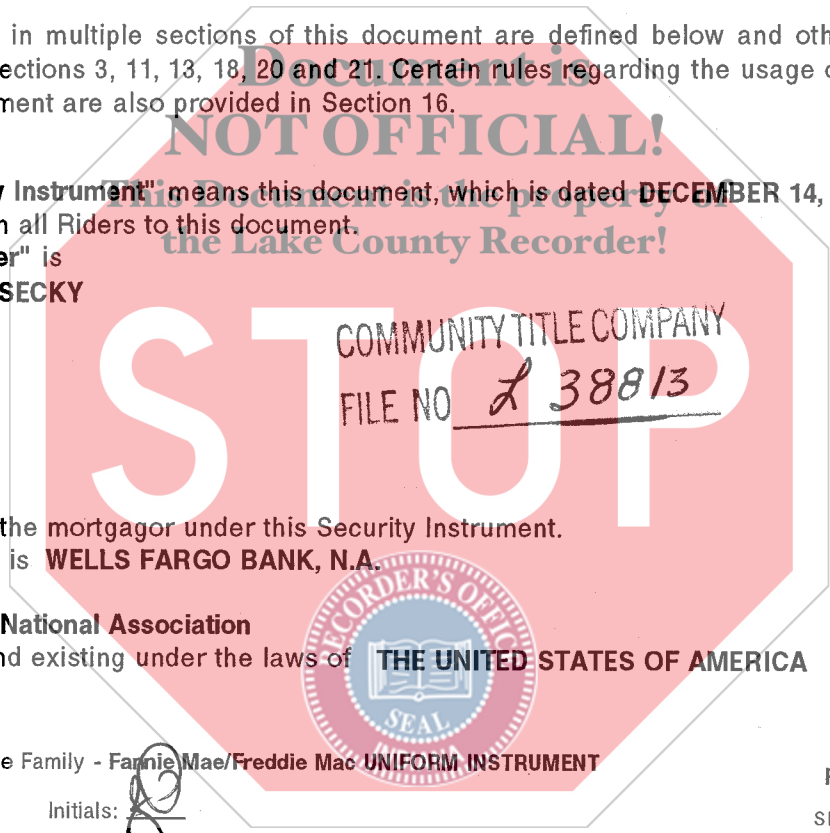 in multiple sections of this document are defined below and oth
ections 3, 11, 13, 18, 20 and 21. Certain rules regarding the usage o
ment are also provided in Section 16.
Document is
NOT OFFICIAL!
This Document is the property of
the Lake County Recorder!
y Instrument" means this document, which is dated DECEMBER 14,
h all Riders to this document.
er" is
SECKY
STOP
COMMUNITY TITLE COMPANY
FILE NO L 38813
the mortgagor under this Security Instrument.
is WELLS FARGO BANK, N.A.
National Association
nd existing under the laws of THE UNITED STATES OF AMERICA
RECORDER'S OFFICE
SEAL
INDIANA
e Family - Fannie Mae/Freddie Mac UNIFORM INSTRUMENT
Initials: